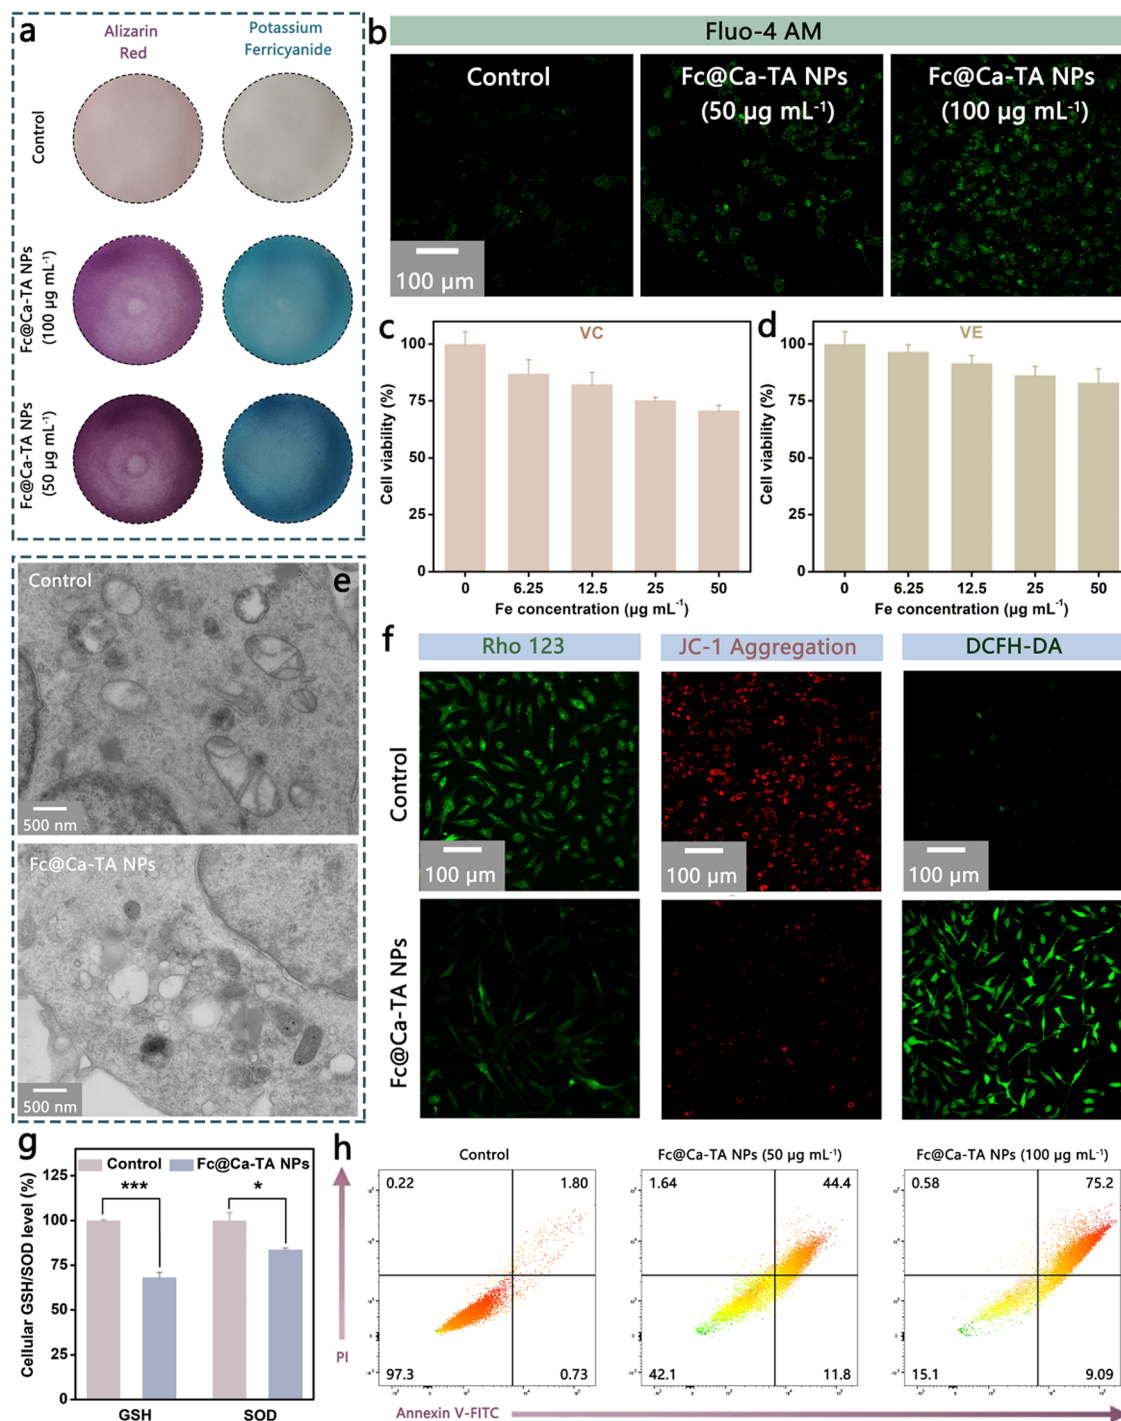 a
Alizarin
Red
Potassium
Ferricyanide
Control
Fc@Ca-TA NPs
(100 μg mL⁻¹)
Fc@Ca-TA NPs
(50 μg mL⁻¹)
b
Fluo-4 AM
Control
Fc@Ca-TA NPs
(50 μg mL⁻¹)
Fc@Ca-TA NPs
(100 μg mL⁻¹)
100 μm
c
VC
Cell viability (%)
100
75
50
25
0
0 6.25 12.5 25 50
Fe concentration (μg mL⁻¹)
d
VE
Cell viability (%)
100
75
50
25
0
0 6.25 12.5 25 50
Fe concentration (μg mL⁻¹)
e
Control
500 nm
Fc@Ca-TA NPs
500 nm
f
Rho 123 JC-1 Aggregation DCFH-DA
Control
100 μm 100 μm 100 μm
Fc@Ca-TA NPs
g
Control Fc@Ca-TA NPs
Cellular GSH/SOD level (%)
125
100
75
50
25
0
*** *
GSH SOD
h
Control Fc@Ca-TA NPs (50 μg mL⁻¹) Fc@Ca-TA NPs (100 μg mL⁻¹)
0.22 1.80 1.64 44.4 0.58 75.2
97.3 0.73 42.1 11.8 15.1 9.09
PI
Annexin V-FITC